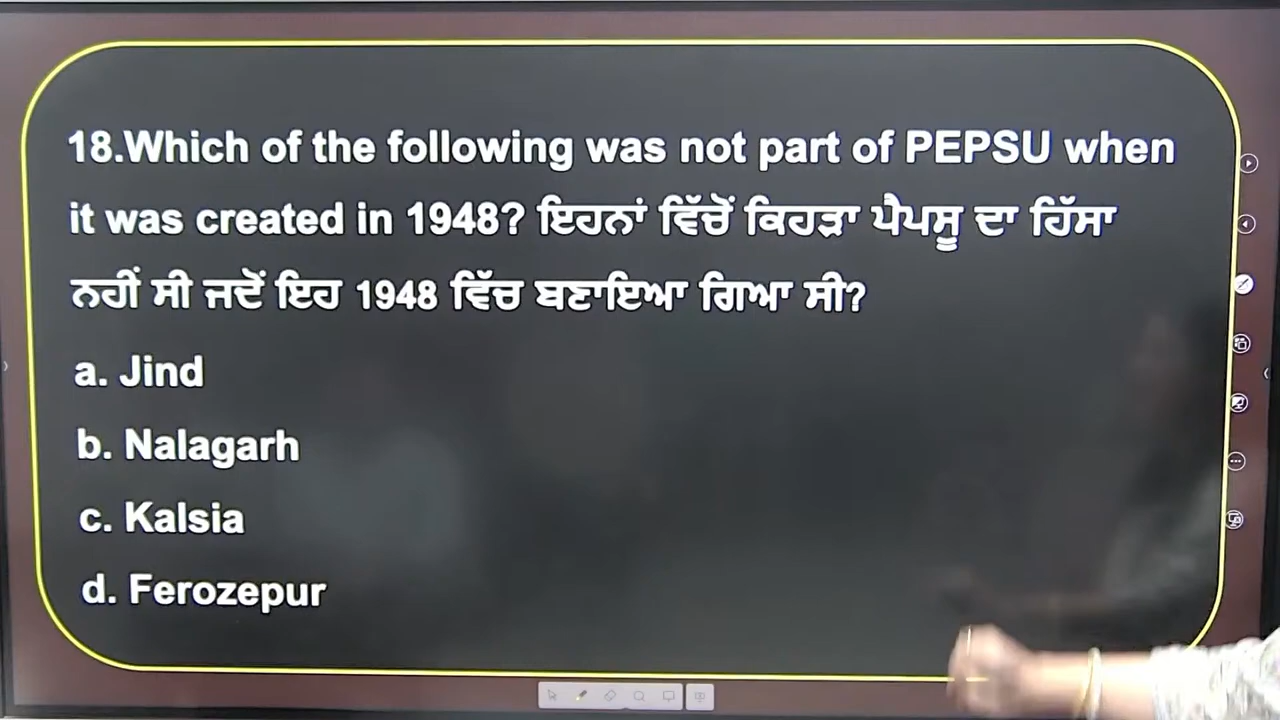 18.Which of the following was not part of PEPSU when
it was created in 1948? ਇਹਨਾਂ ਵਿੱਚੋਂ ਕਿਹੜਾ ਪੈਪਸੂ ਦਾ ਹਿੱਸਾ
ਨਹੀਂ ਸੀ ਜਦੋਂ ਇਹ 1948 ਵਿੱਚ ਬਣਾਇਆ ਗਿਆ ਸੀ?
a. Jind
b. Nalagarh
c. Kalsia
d. Ferozepur